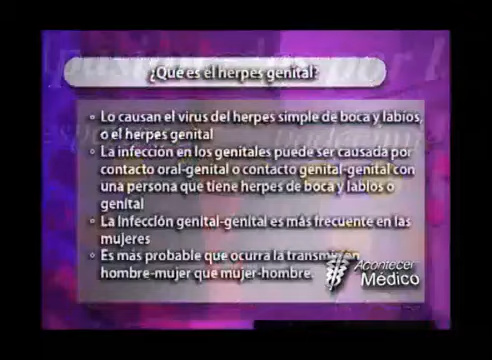 ¿Qué es el herpes genital?
Lo causan el virus del herpes simple de boca y labios,
o el herpes genital
La infección en los genitales puede ser causada por
contacto oral-genital o contacto genital-genital con
una persona que tiene herpes de boca y labios o
genital
La infección genital-genital es más frecuente en las
mujeres
Es más probable que ocurra la transmisión
hombre-mujer que mujer-hombre.
Acontecer
Médico